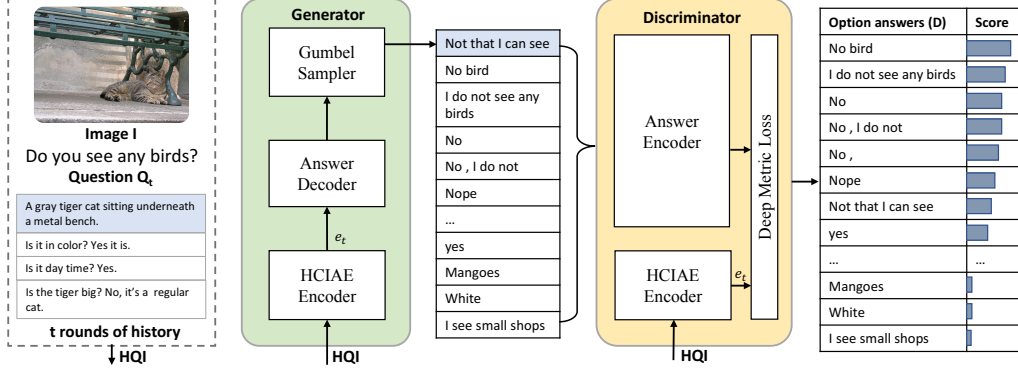 Image I
Do you see any birds?
Question Qt
A gray tiger cat sitting underneath
a metal bench.
Is it in color? Yes it is.
Is it day time? Yes.
Is the tiger big? No, it's a regular
cat.
t rounds of history
HQI
Generator
Gumbel
Sampler
Answer
Decoder
et
HCIAE
Encoder
HQI
Not that I can see
No bird
I do not see any
birds
No
No , I do not
Nope
...
yes
Mangoes
White
I see small shops
Discriminator
Answer
Encoder
HCIAE
Encoder
et
Deep Metric Loss
HQI
Option answers (D) Score
No bird
I do not see any birds
No
No , I do not
No ,
Nope
Not that I can see
yes
... ...
Mangoes
White
I see small shops